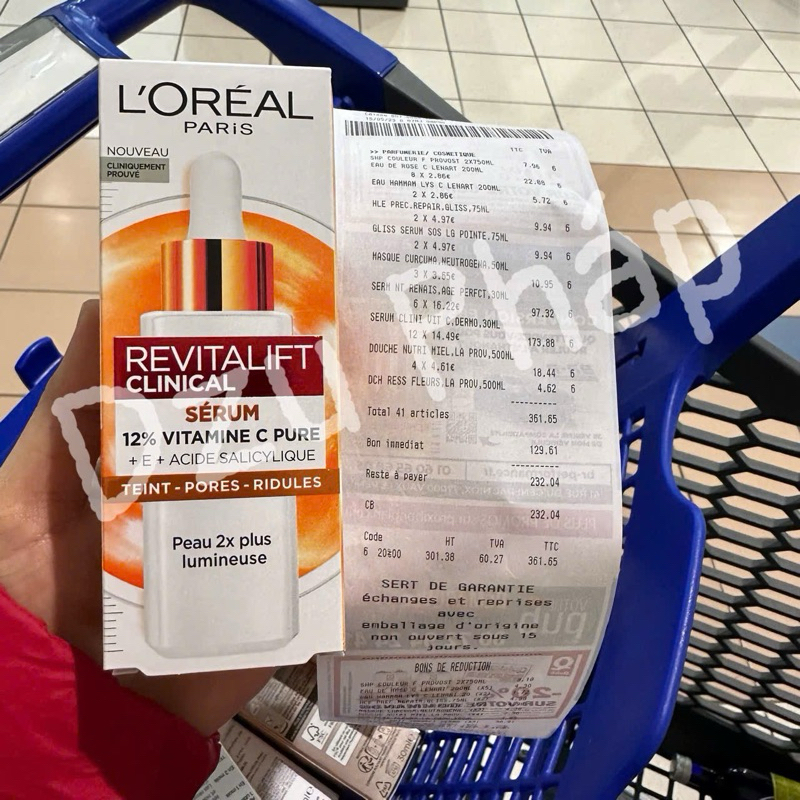 L'ORÉAL
PARIS
NOUVEAU
CLINIQUEMENT
PROUVÉ
REVITALIFT
CLINICAL
SÉRUM
12% VITAMINE C PURE
+ E + ACIDE SALICYLIQUE
TEINT - PORES - RIDULES
Peau 2x plus
lumineuse
>> PARFUMERIE/ COSMETIQUE TTC TVA
SHP COULEUR F PROVOST 2X750ML 7.96 6
EAU DE ROSE C LENART 200ML
8 X 2.86€ 22.88 6
EAU HAMMAM LYS C LENART 200ML
2 X 2.86€ 5.72 6
HLE PREC.REPAIR.GLISS,75ML
2 X 4.97€ 9.94 6
GLISS SERUM SOS LG POINTE,75ML
2 X 4.97€ 9.94 6
MASQUE CURCUMA,NEUTROGENA,50ML
3 X 3.65€ 10.95 6
SERM NT RENAIS,AGE PERFCT,30ML
6 X 16.22€ 97.32 6
SERUM CLINI VIT C,DERMO,30ML
12 X 14.49€ 173.88 6
DOUCHE NUTRI MIEL,LA PROV,500ML
4 X 4.61€ 18.44 6
DCH RESS FLEURS,LA PROV,500ML 4.62 6
Total 41 articles 361.65
Bon immediat 129.61
Reste à payer 232.04
CB 232.04
Code HT TVA TTC
6 20%00 301.38 60.27 361.65
SERT DE GARANTIE
échanges et reprises
avec
emballage d'origine
non ouvert sous 15
jours.
BONS DE REDUCTION
SHP COULEUR F PROVOST 2X750ML
Dzu nháp